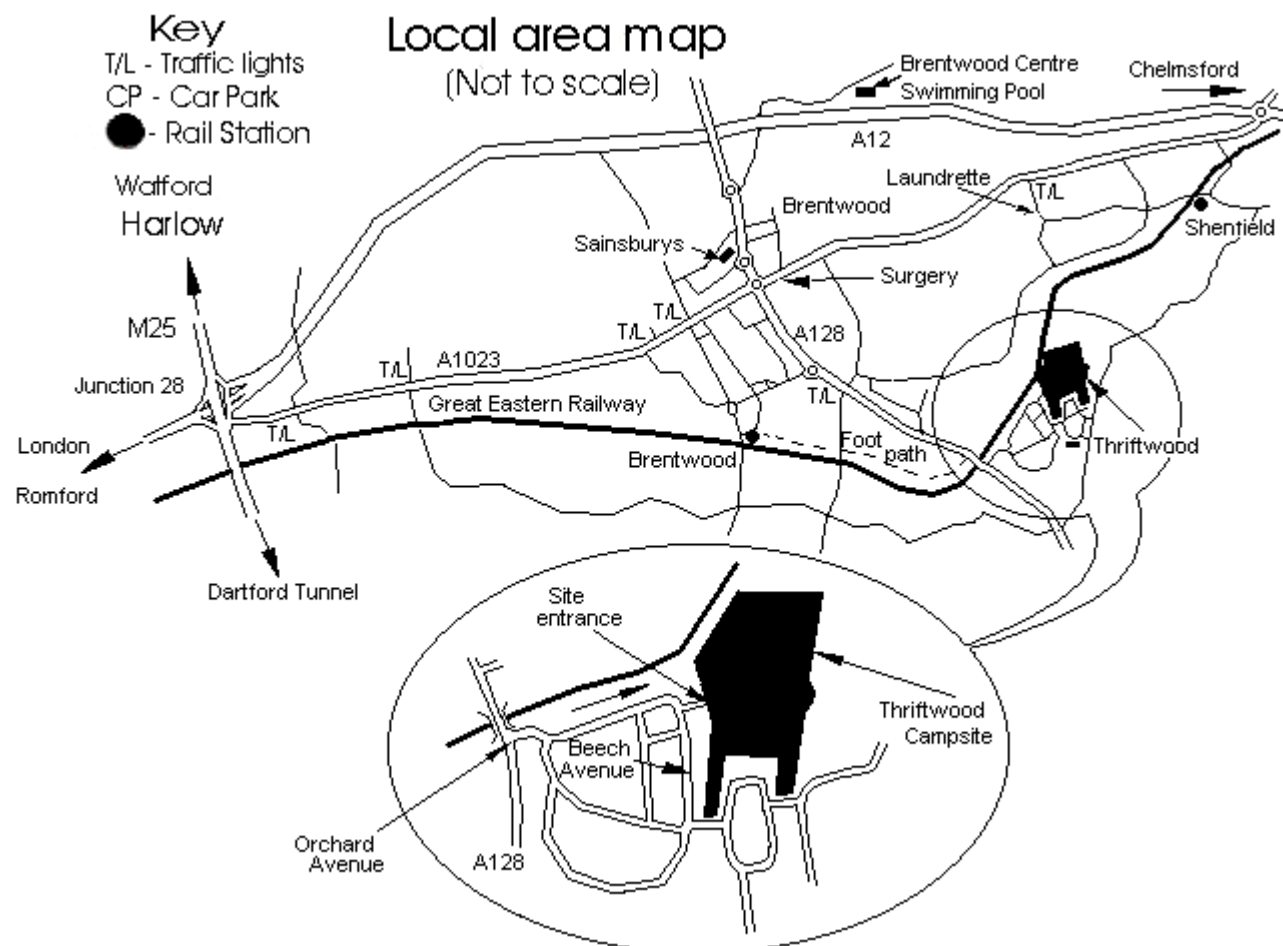 Key
T/L - Traffic lights
CP - Car Park
- Rail Station
Local area map
(Not to scale)
Brentwood Centre
Swimming Pool
Chelmsford
A12
Watford
Harlow
Laundrette
T/L
Brentwood
Shenfield
Sainsburys
Surgery
M25
T/L
T/L
A128
Junction 28
T/L
A1023
Great Eastern Railway
T/L
T/L
London
Romford
Brentwood
Foot
path
Thriftwood
Dartford Tunnel
Site
entrance
Thriftwood
Campsite
Beech
Avenue
Orchard
Avenue
A128